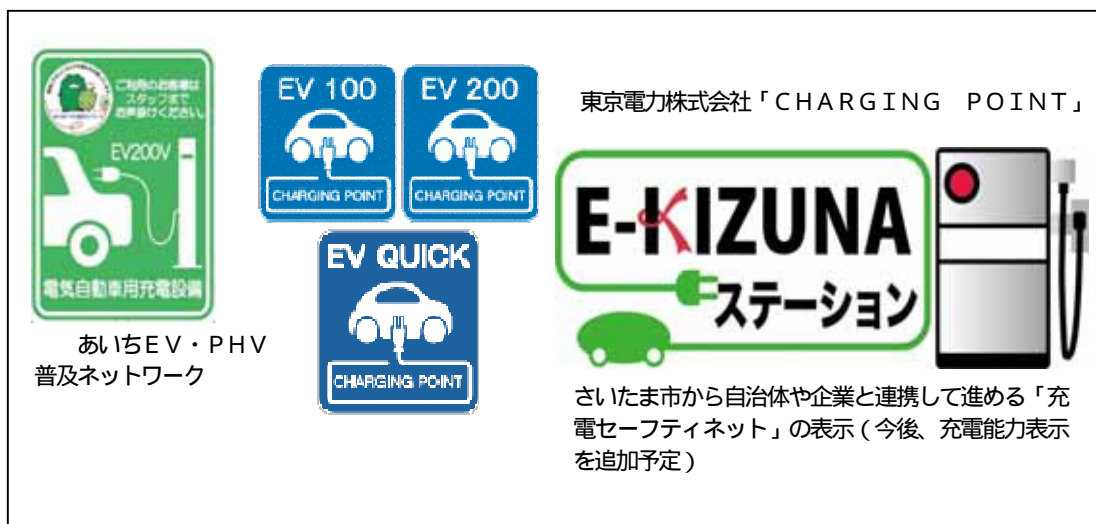 ご利用のお客様は
スタッフまで
お声掛けください。
EV200V
電気自動車用充電設備
あいちＥＶ・ＰＨＶ
普及ネットワーク
EV 100
CHARGING POINT
EV 200
CHARGING POINT
EV QUICK
CHARGING POINT
東京電力株式会社「ＣＨＡＲＧＩＮＧ　ＰＯＩＮＴ」
E-KIZUNA
ステーション
さいたま市から自治体や企業と連携して進める「充
電セーフティネット」の表示（今後、充電能力表示
を追加予定）